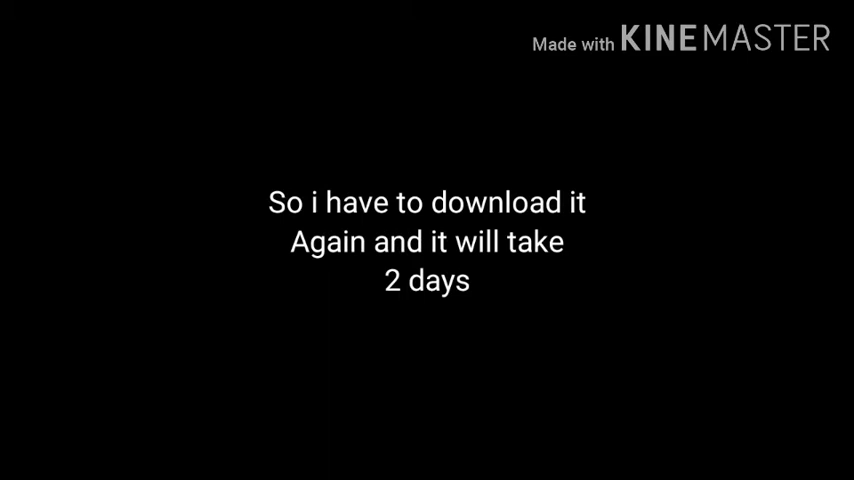 Made with KINEMASTER
So i have to download it
Again and it will take
2 days